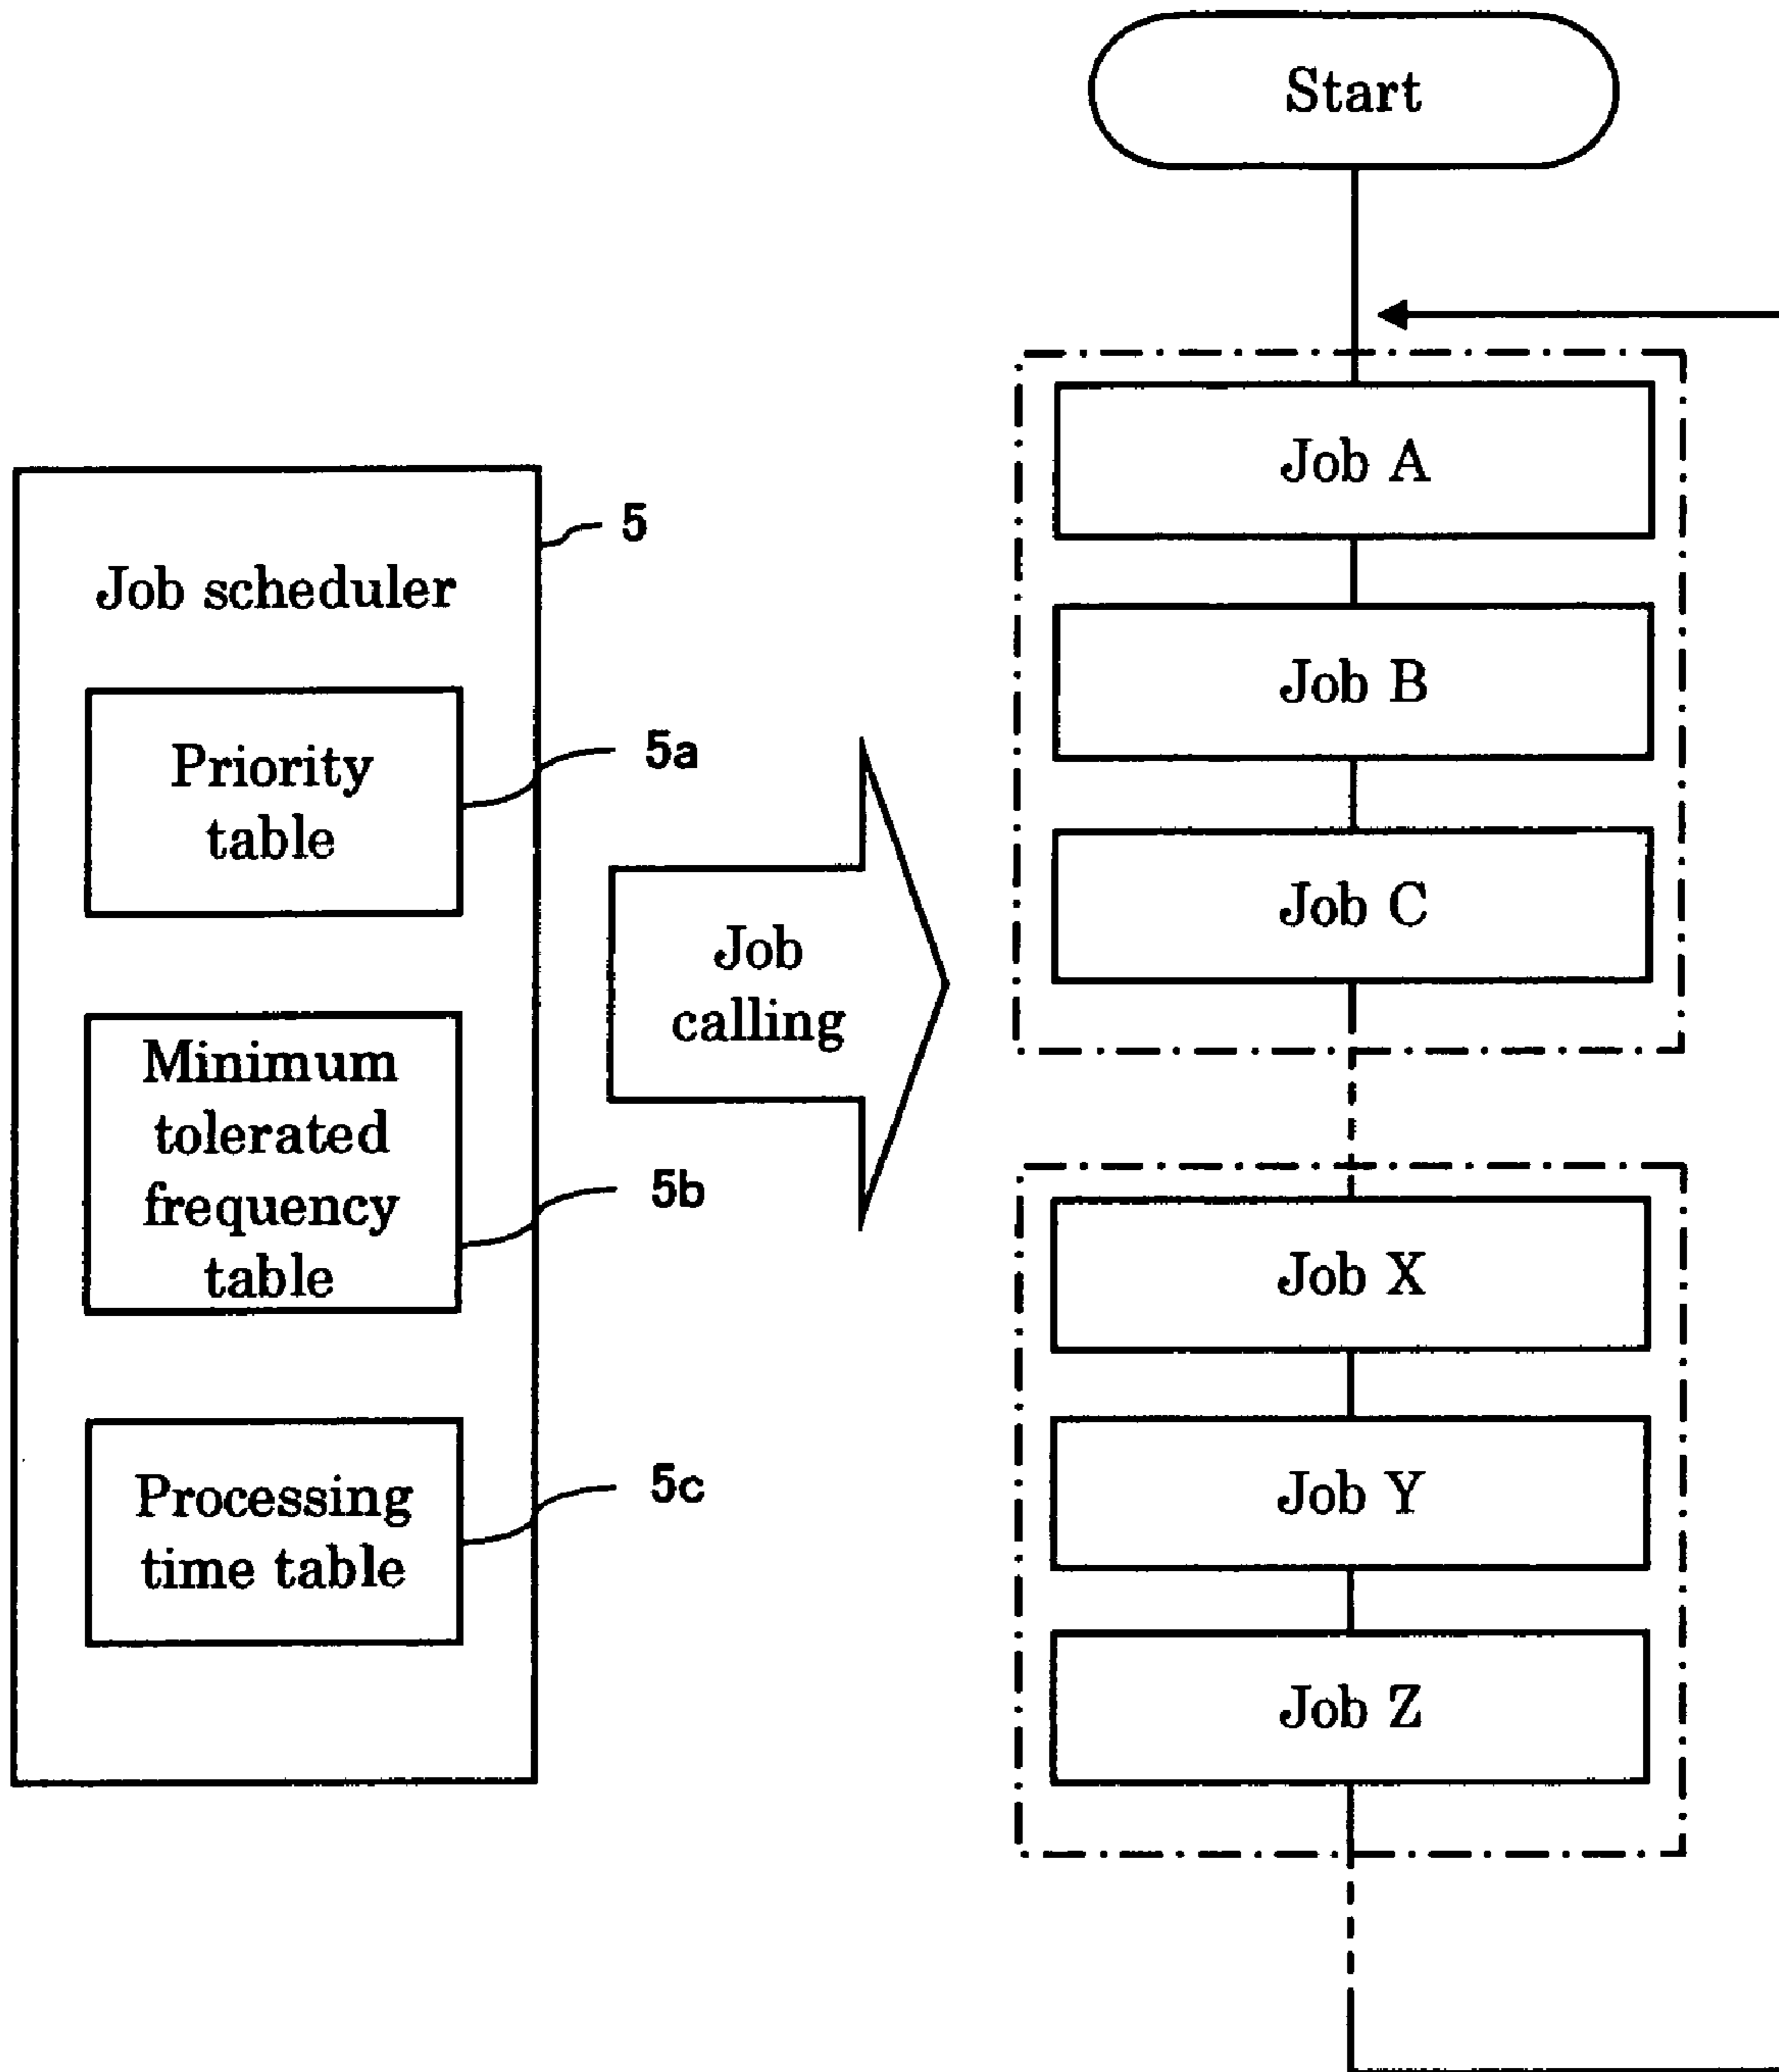 Start
Job A
Job B
Job C
Job X
Job Y
Job Z
Job scheduler
5
Priority
table
5a
Minimum
tolerated
frequency
table
5b
Processing
time table
5c
Job
calling